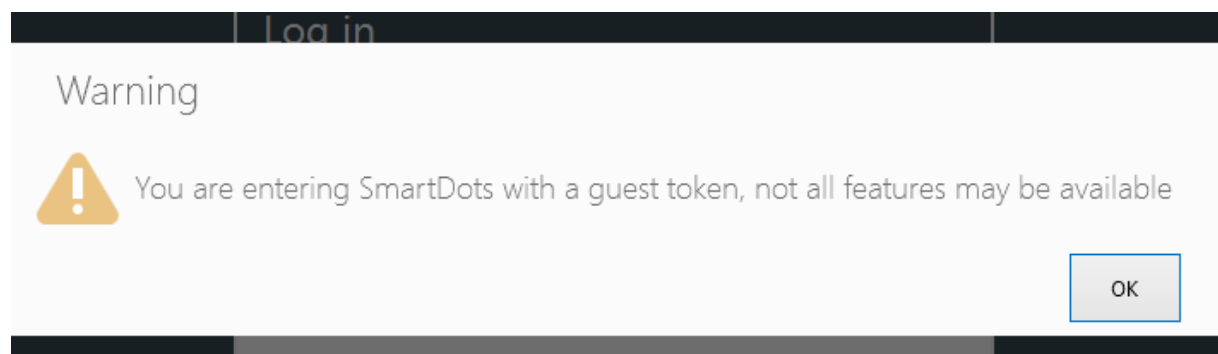 Log in
Warning
You are entering SmartDots with a guest token, not all features may be available
OK